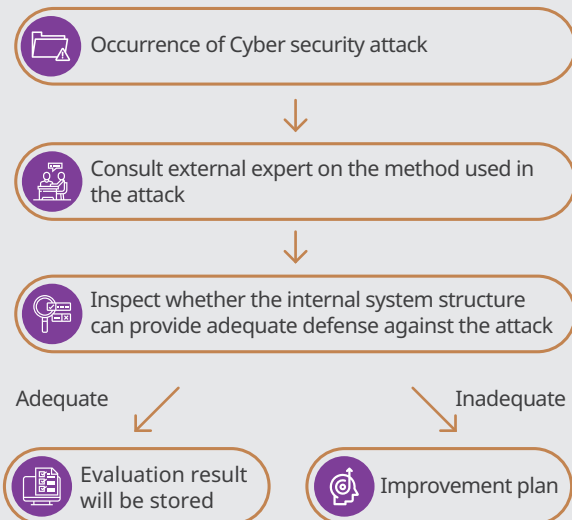 Occurrence of Cyber security attack
Consult external expert on the method used in
the attack
Inspect whether the internal system structure
can provide adequate defense against the attack
Adequate
Inadequate
Evaluation result
will be stored
Improvement plan